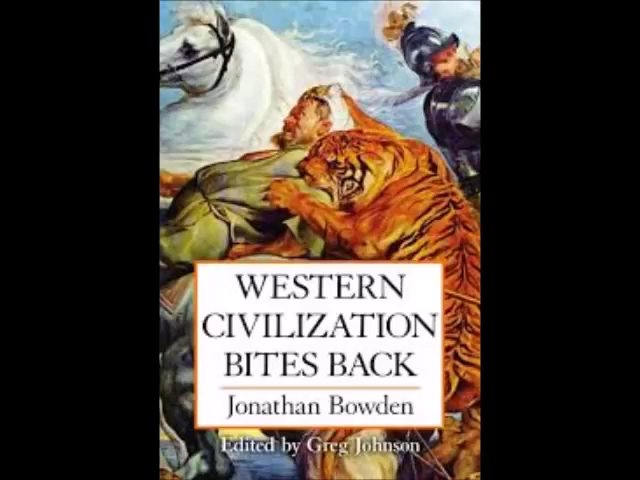 WESTERN
CIVILIZATION
BITES BACK
Jonathan Bowden
Edited by Greg Johnson